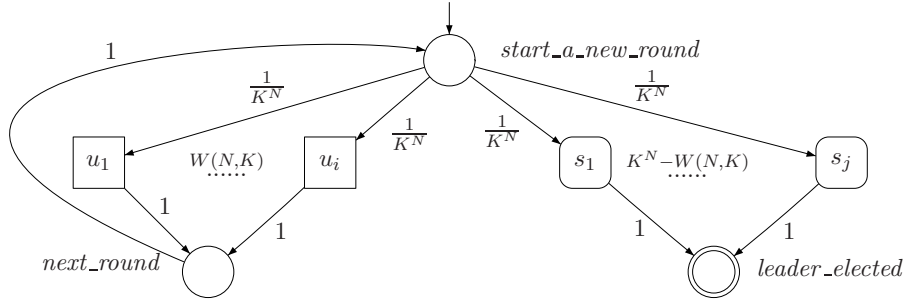 1
start_a_new_round
1/K^N
1/K^N
1/K^N
1/K^N
u_1
W(N,K)
......
u_i
s_1
K^N−W(N,K)
......
s_j
1
1
1
1
next_round
leader_elected